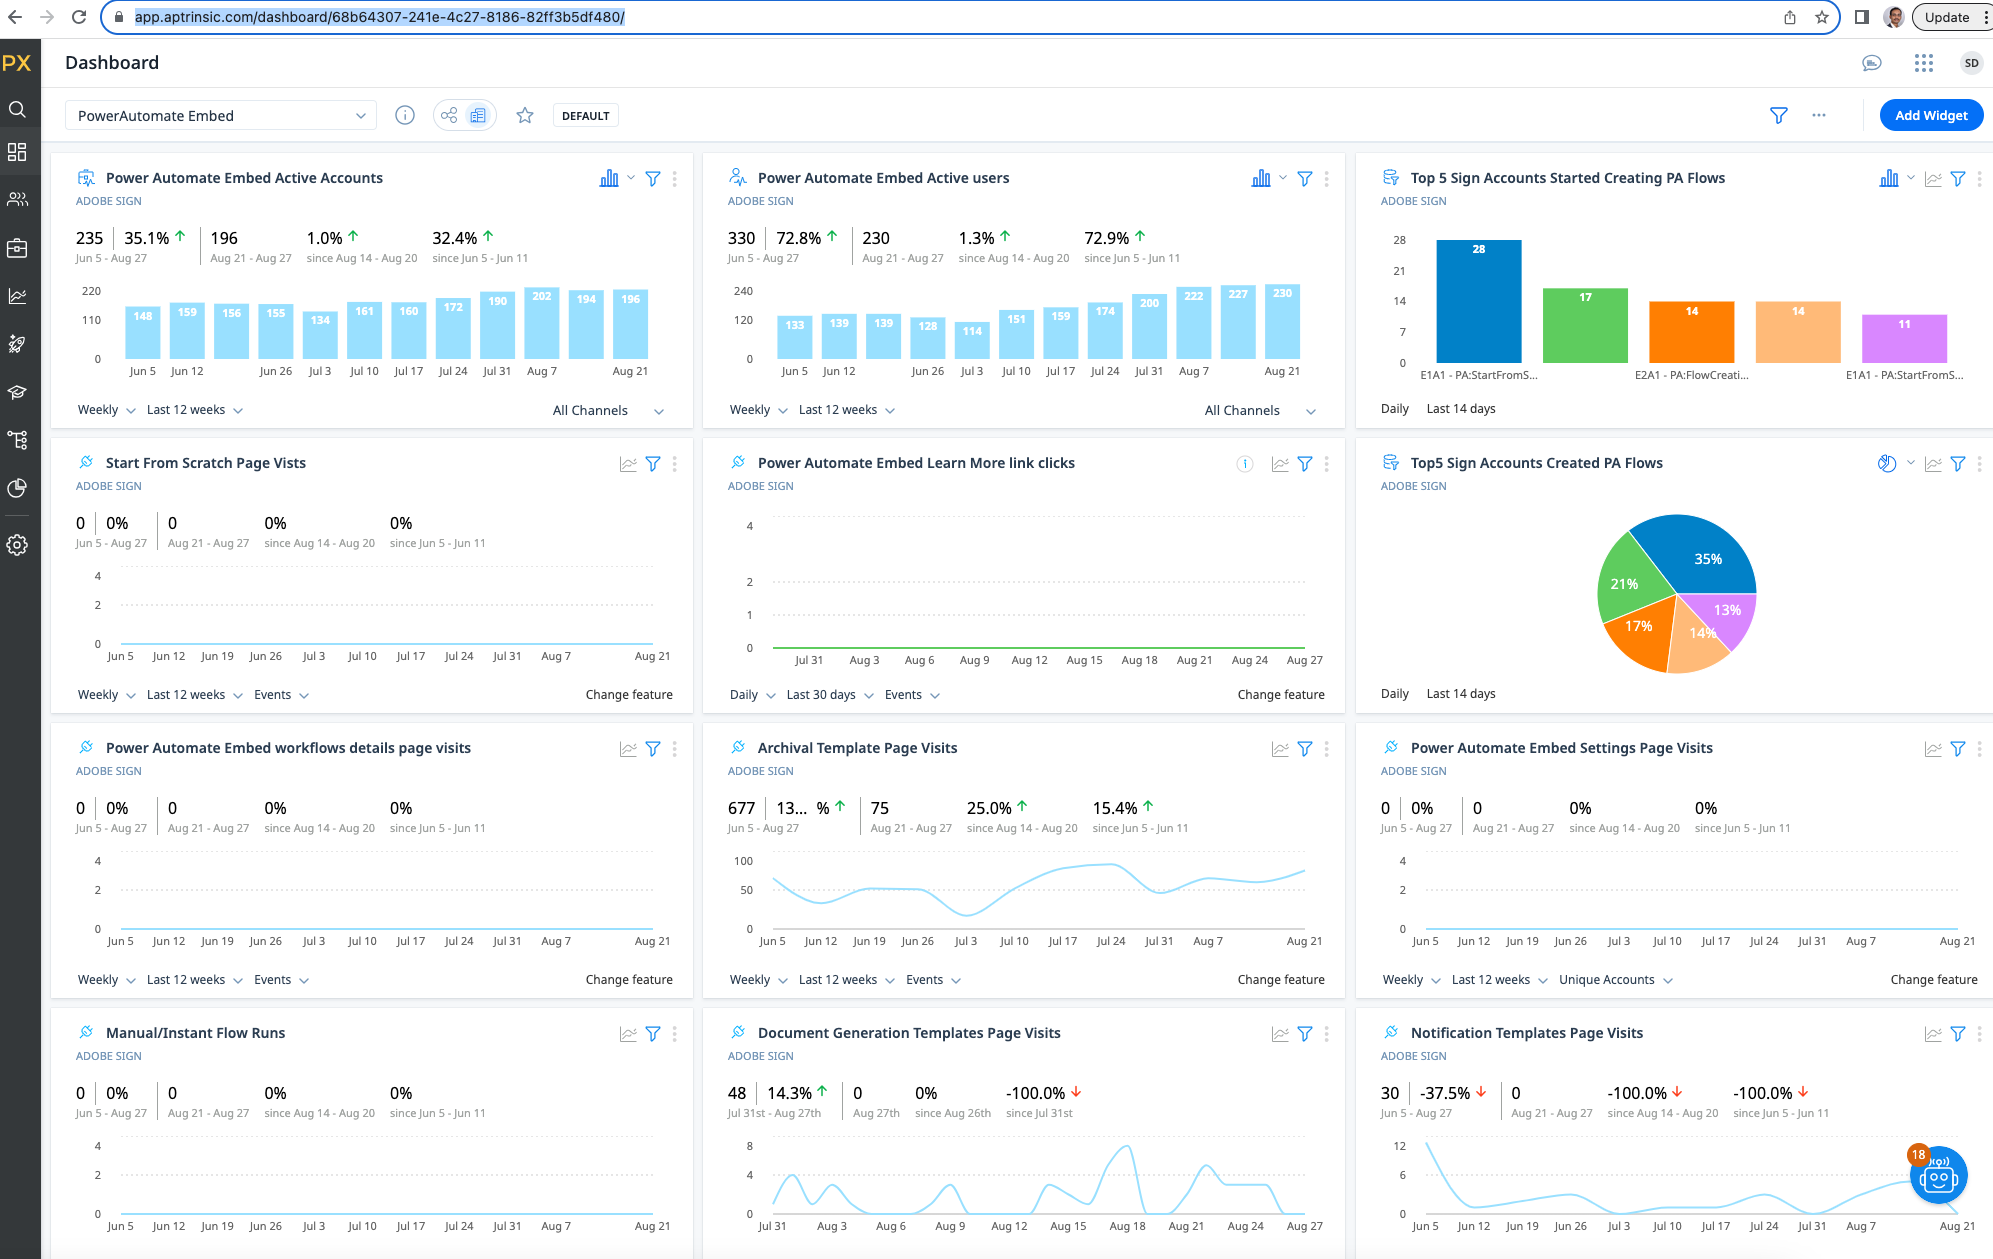 app.aptrinsic.com/dashboard/68b64307-241e-4c27-8186-82ff3b5df480/
Update
PX
Dashboard
SD
PowerAutomate Embed
DEFAULT
Add Widget
Power Automate Embed Active Accounts
ADOBE SIGN
235 35.1% 196 1.0% 32.4%
Jun 5 - Aug 27 Aug 21 - Aug 27 since Aug 14 - Aug 20 since Jun 5 - Jun 11
220
110
0
148 159 156 155 134 161 160 172 190 202 194 196
Jun 5 Jun 12 Jun 26 Jul 3 Jul 10 Jul 17 Jul 24 Jul 31 Aug 7 Aug 21
Weekly Last 12 weeks All Channels
Power Automate Embed Active users
ADOBE SIGN
330 72.8% 230 1.3% 72.9%
Jun 5 - Aug 27 Aug 21 - Aug 27 since Aug 14 - Aug 20 since Jun 5 - Jun 11
240
120
0
133 139 139 128 114 151 159 174 200 222 227 230
Jun 5 Jun 12 Jun 26 Jul 3 Jul 10 Jul 17 Jul 24 Jul 31 Aug 7 Aug 21
Weekly Last 12 weeks All Channels
Top 5 Sign Accounts Started Creating PA Flows
ADOBE SIGN
28
21
14
7
0
28 17 14 14 11
E1A1 - PA:StartFromS... E2A1 - PA:FlowCreati... E1A1 - PA:StartFromS...
Daily Last 14 days
Start From Scratch Page Vists
ADOBE SIGN
0 0% 0 0% 0%
Jun 5 - Aug 27 Aug 21 - Aug 27 since Aug 14 - Aug 20 since Jun 5 - Jun 11
4
2
0
Jun 5 Jun 12 Jun 19 Jun 26 Jul 3 Jul 10 Jul 17 Jul 24 Jul 31 Aug 7 Aug 21
Weekly Last 12 weeks Events Change feature
Power Automate Embed Learn More link clicks
ADOBE SIGN
4
2
1
0
Jul 31 Aug 3 Aug 6 Aug 9 Aug 12 Aug 15 Aug 18 Aug 21 Aug 24 Aug 27
Daily Last 30 days Events Change feature
Top5 Sign Accounts Created PA Flows
ADOBE SIGN
35%
21%
13%
17%
14%
Daily Last 14 days
Power Automate Embed workflows details page visits
ADOBE SIGN
0 0% 0 0% 0%
Jun 5 - Aug 27 Aug 21 - Aug 27 since Aug 14 - Aug 20 since Jun 5 - Jun 11
4
2
0
Jun 5 Jun 12 Jun 19 Jun 26 Jul 3 Jul 10 Jul 17 Jul 24 Jul 31 Aug 7 Aug 21
Weekly Last 12 weeks Events Change feature
Archival Template Page Visits
ADOBE SIGN
677 13... % 75 25.0% 15.4%
Jun 5 - Aug 27 Aug 21 - Aug 27 since Aug 14 - Aug 20 since Jun 5 - Jun 11
100
50
0
Jun 5 Jun 12 Jun 19 Jun 26 Jul 3 Jul 10 Jul 17 Jul 24 Jul 31 Aug 7 Aug 21
Weekly Last 12 weeks Events Change feature
Power Automate Embed Settings Page Visits
ADOBE SIGN
0 0% 0 0% 0%
Jun 5 - Aug 27 Aug 21 - Aug 27 since Aug 14 - Aug 20 since Jun 5 - Jun 11
4
2
0
Jun 5 Jun 12 Jun 19 Jun 26 Jul 3 Jul 10 Jul 17 Jul 24 Jul 31 Aug 7 Aug 21
Weekly Last 12 weeks Unique Accounts Change feature
Manual/Instant Flow Runs
ADOBE SIGN
0 0% 0 0% 0%
Jun 5 - Aug 27 Aug 21 - Aug 27 since Aug 14 - Aug 20 since Jun 5 - Jun 11
4
2
0
Jun 5 Jun 12 Jun 19 Jun 26 Jul 3 Jul 10 Jul 17 Jul 24 Jul 31 Aug 7 Aug 21
Document Generation Templates Page Visits
ADOBE SIGN
48 14.3% 0 0% -100.0%
Jul 31st - Aug 27th Aug 27th since Aug 26th since Jul 31st
8
4
0
Jul 31 Aug 3 Aug 6 Aug 9 Aug 12 Aug 15 Aug 18 Aug 21 Aug 24 Aug 27
Notification Templates Page Visits
ADOBE SIGN
30 -37.5% 0 -100.0% -100.0%
Jun 5 - Aug 27 Aug 21 - Aug 27 since Aug 14 - Aug 20 since Jun 5 - Jun 11
12
6
0
Jun 5 Jun 12 Jun 19 Jun 26 Jul 3 Jul 10 Jul 17 Jul 24 Jul 31 Aug 7 Aug 21
18